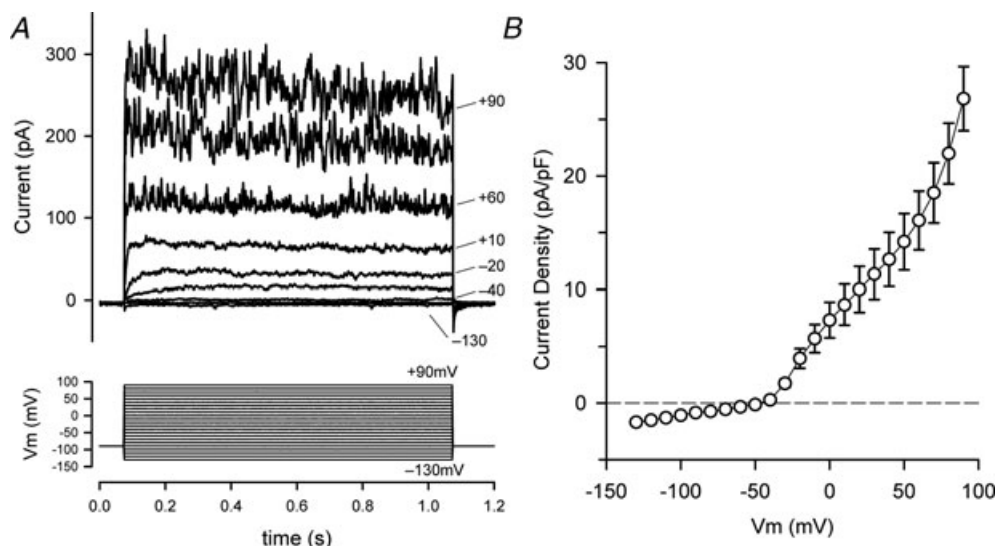 A
Current (pA)
300
200
100
0
+90
+60
+10
–20
–40
–130
Vm (mV)
100
50
0
-50
-100
-150
+90mV
–130mV
0.0 0.2 0.4 0.6 0.8 1.0 1.2
time (s)
B
Current Density (pA/pF)
30
20
10
0
-150 -100 -50 0 50 100
Vm (mV)